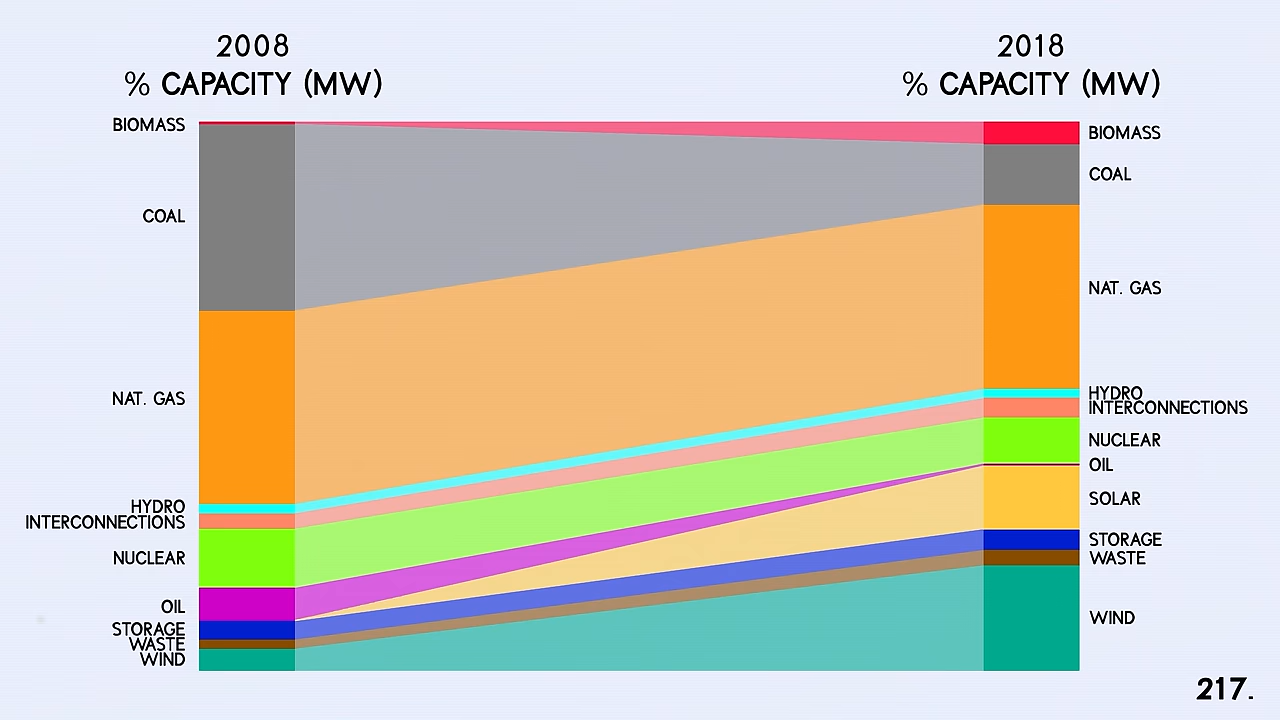 2008
% CAPACITY (MW)
2018
% CAPACITY (MW)
BIOMASS
COAL
NAT. GAS
HYDRO
INTERCONNECTIONS
NUCLEAR
OIL
STORAGE
WASTE
WIND
BIOMASS
COAL
NAT. GAS
HYDRO
INTERCONNECTIONS
NUCLEAR
OIL
SOLAR
STORAGE
WASTE
WIND
217.